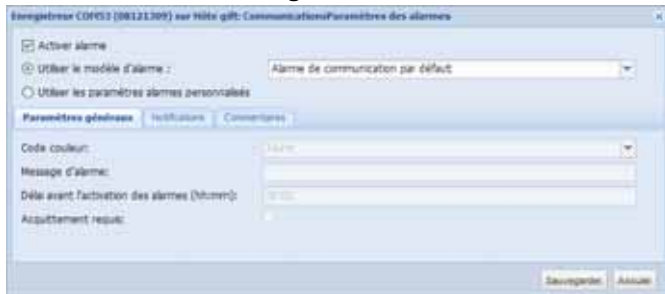 Enregistreur COMS3 (08121309) sur Hôte gift: CommunicationsParamètres des alarmes
Activer alarme
Utiliser le modèle d'alarme : Alarme de communication par défaut
Utiliser les paramètres alarmes personnalisés
Paramètres généraux Notifications Commentaires
Code couleur:
Message d'alarme:
Délai avant l'activation des alarmes (hh:mm):
Acquittement requis:
Sauvegarder Annuler